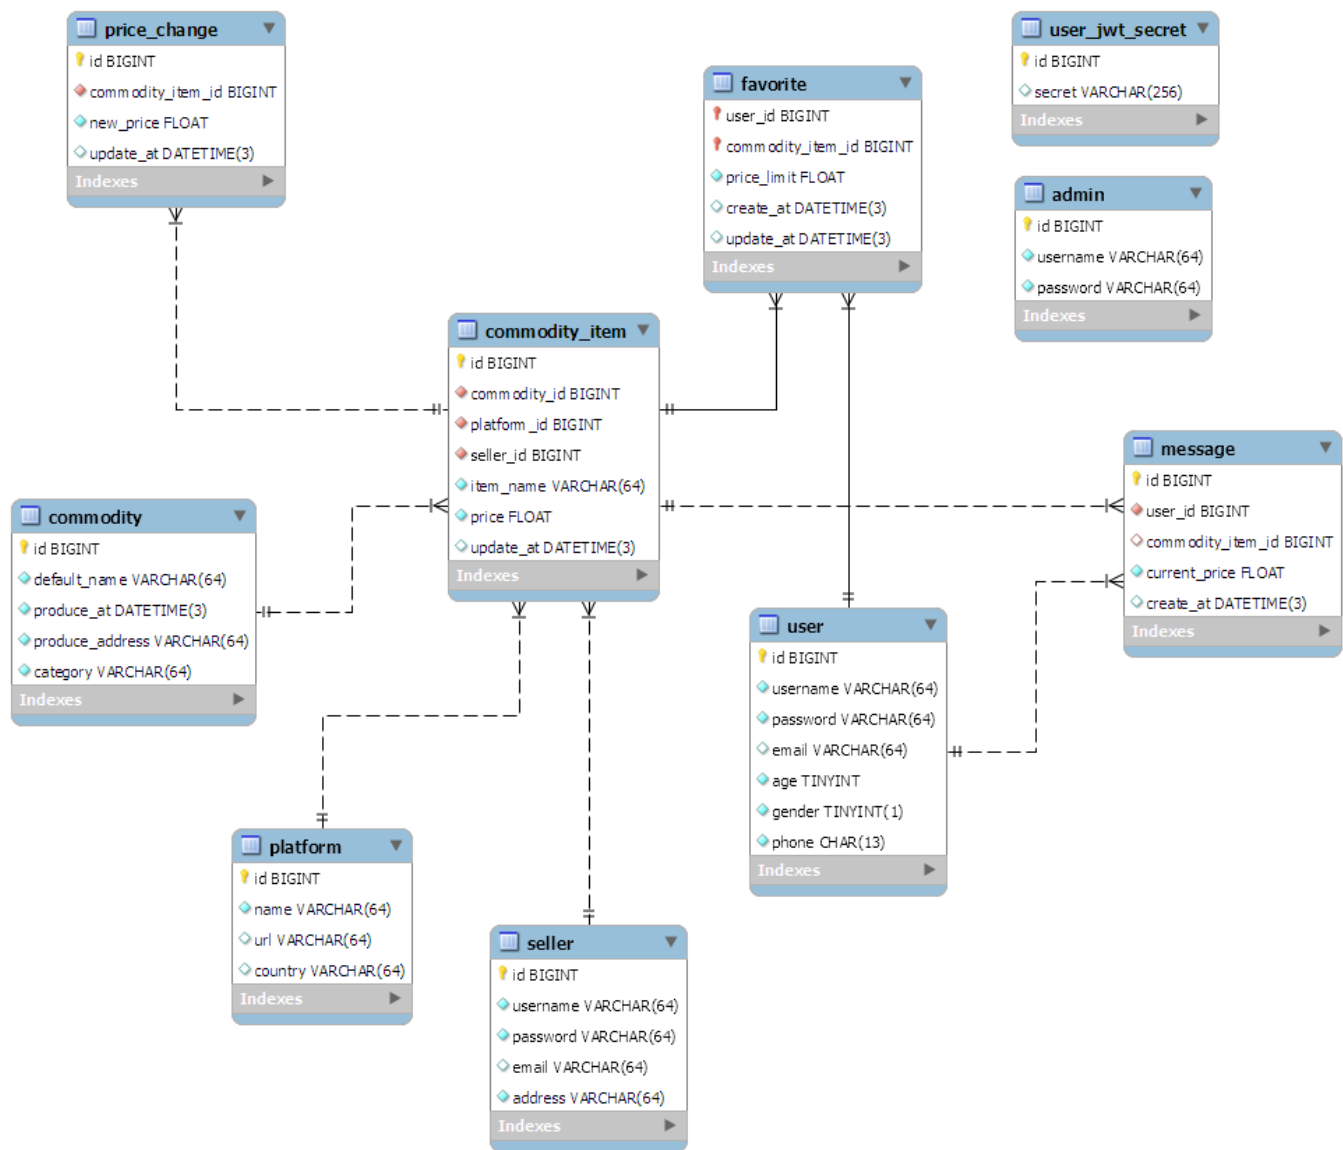 price_change
id BIGINT
commodity_item_id BIGINT
new_price FLOAT
update_at DATETIME(3)
Indexes
favorite
user_id BIGINT
commodity_item_id BIGINT
price_limit FLOAT
create_at DATETIME(3)
update_at DATETIME(3)
Indexes
user_jwt_secret
id BIGINT
secret VARCHAR(256)
Indexes
admin
id BIGINT
username VARCHAR(64)
password VARCHAR(64)
Indexes
commodity_item
id BIGINT
commodity_id BIGINT
platform_id BIGINT
seller_id BIGINT
item_name VARCHAR(64)
price FLOAT
update_at DATETIME(3)
Indexes
message
id BIGINT
user_id BIGINT
commodity_item_id BIGINT
current_price FLOAT
create_at DATETIME(3)
Indexes
commodity
id BIGINT
default_name VARCHAR(64)
produce_at DATETIME(3)
produce_address VARCHAR(64)
category VARCHAR(64)
Indexes
user
id BIGINT
username VARCHAR(64)
password VARCHAR(64)
email VARCHAR(64)
age TINYINT
gender TINYINT(1)
phone CHAR(13)
Indexes
platform
id BIGINT
name VARCHAR(64)
url VARCHAR(64)
country VARCHAR(64)
Indexes
seller
id BIGINT
username VARCHAR(64)
password VARCHAR(64)
email VARCHAR(64)
address VARCHAR(64)
Indexes